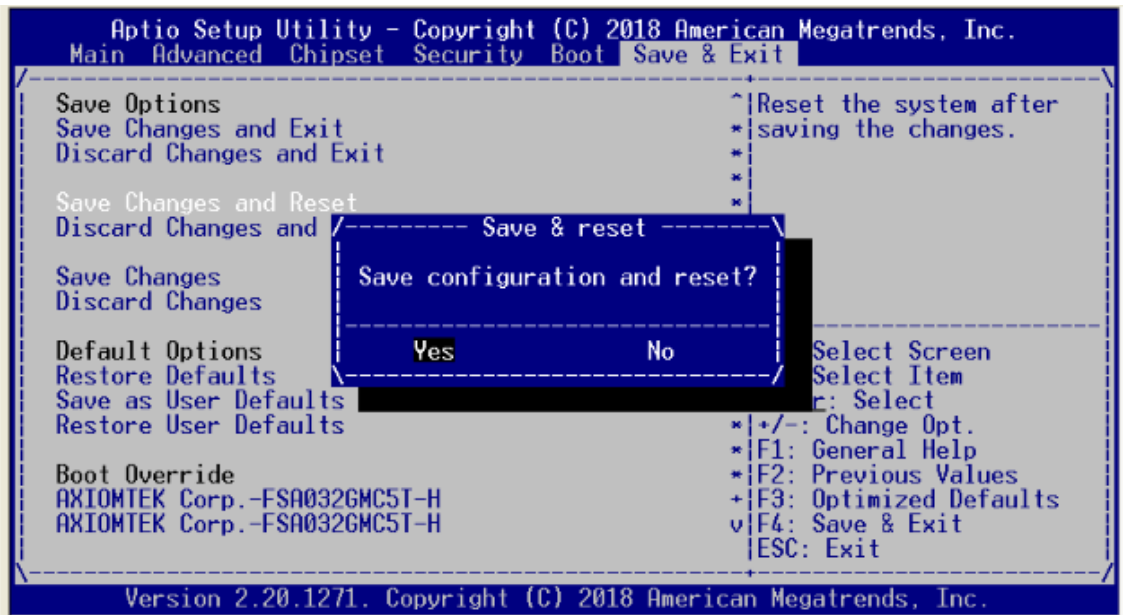 Aptio Setup Utility - Copyright (C) 2018 American Megatrends, Inc.
Main Advanced Chipset Security Boot Save & Exit
Save Options
Save Changes and Exit
Discard Changes and Exit
Save Changes and Reset
Discard Changes and
Save Changes
Discard Changes
Default Options
Restore Defaults
Save as User Defaults
Restore User Defaults
Boot Override
AXIOMTEK Corp.-FSA032GMC5T-H
AXIOMTEK Corp.-FSA032GMC5T-H
Save & reset
Save configuration and reset?
Yes No
Reset the system after
saving the changes.
Select Screen
Select Item
r: Select
+/-: Change Opt.
F1: General Help
F2: Previous Values
F3: Optimized Defaults
F4: Save & Exit
ESC: Exit
Version 2.20.1271. Copyright (C) 2018 American Megatrends, Inc.